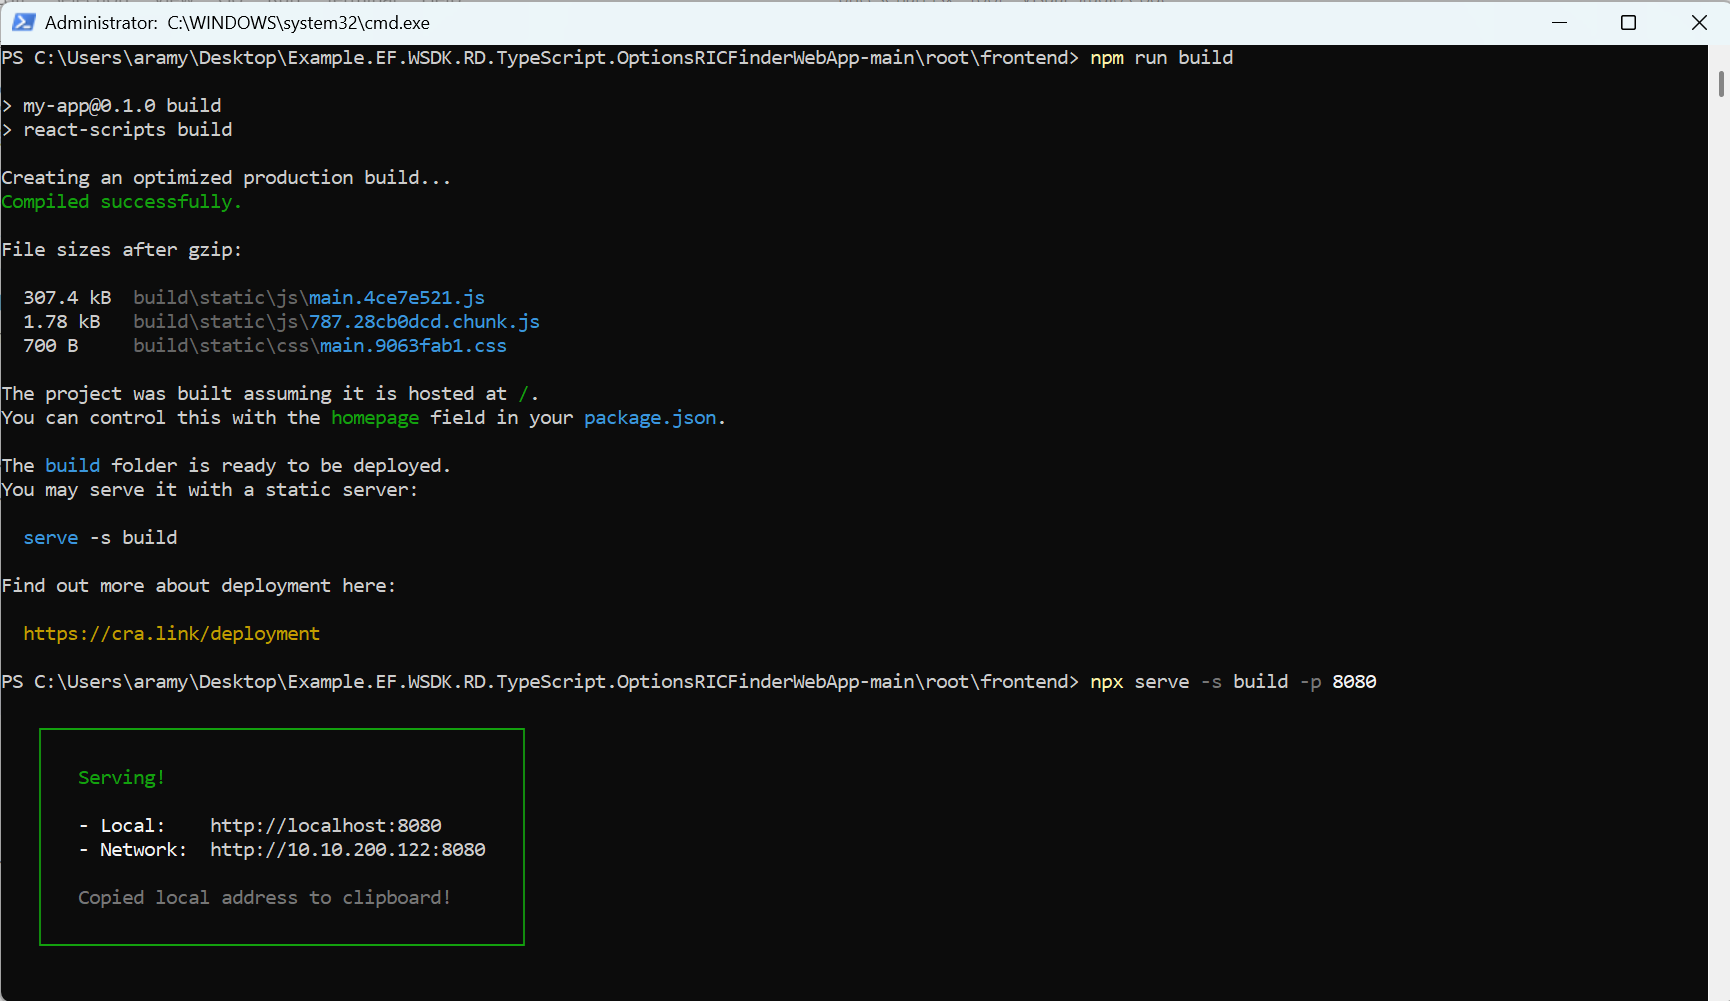 Administrator: C:\WINDOWS\system32\cmd.exe
PS C:\Users\aramy\Desktop\Example.EF.WSDK.RD.TypeScript.OptionsRICFinderWebApp-main\root\frontend> npm run build
> my-app@0.1.0 build
> react-scripts build
Creating an optimized production build...
Compiled successfully.
File sizes after gzip:
307.4 kB  build\static\js\main.4ce7e521.js
1.78 kB   build\static\js\787.28cb0dcd.chunk.js
700 B     build\static\css\main.9063fab1.css
The project was built assuming it is hosted at /.
You can control this with the homepage field in your package.json.
The build folder is ready to be deployed.
You may serve it with a static server:
serve -s build
Find out more about deployment here:
https://cra.link/deployment
PS C:\Users\aramy\Desktop\Example.EF.WSDK.RD.TypeScript.OptionsRICFinderWebApp-main\root\frontend> npx serve -s build -p 8080
Serving!
- Local:    http://localhost:8080
- Network:  http://10.10.200.122:8080
Copied local address to clipboard!